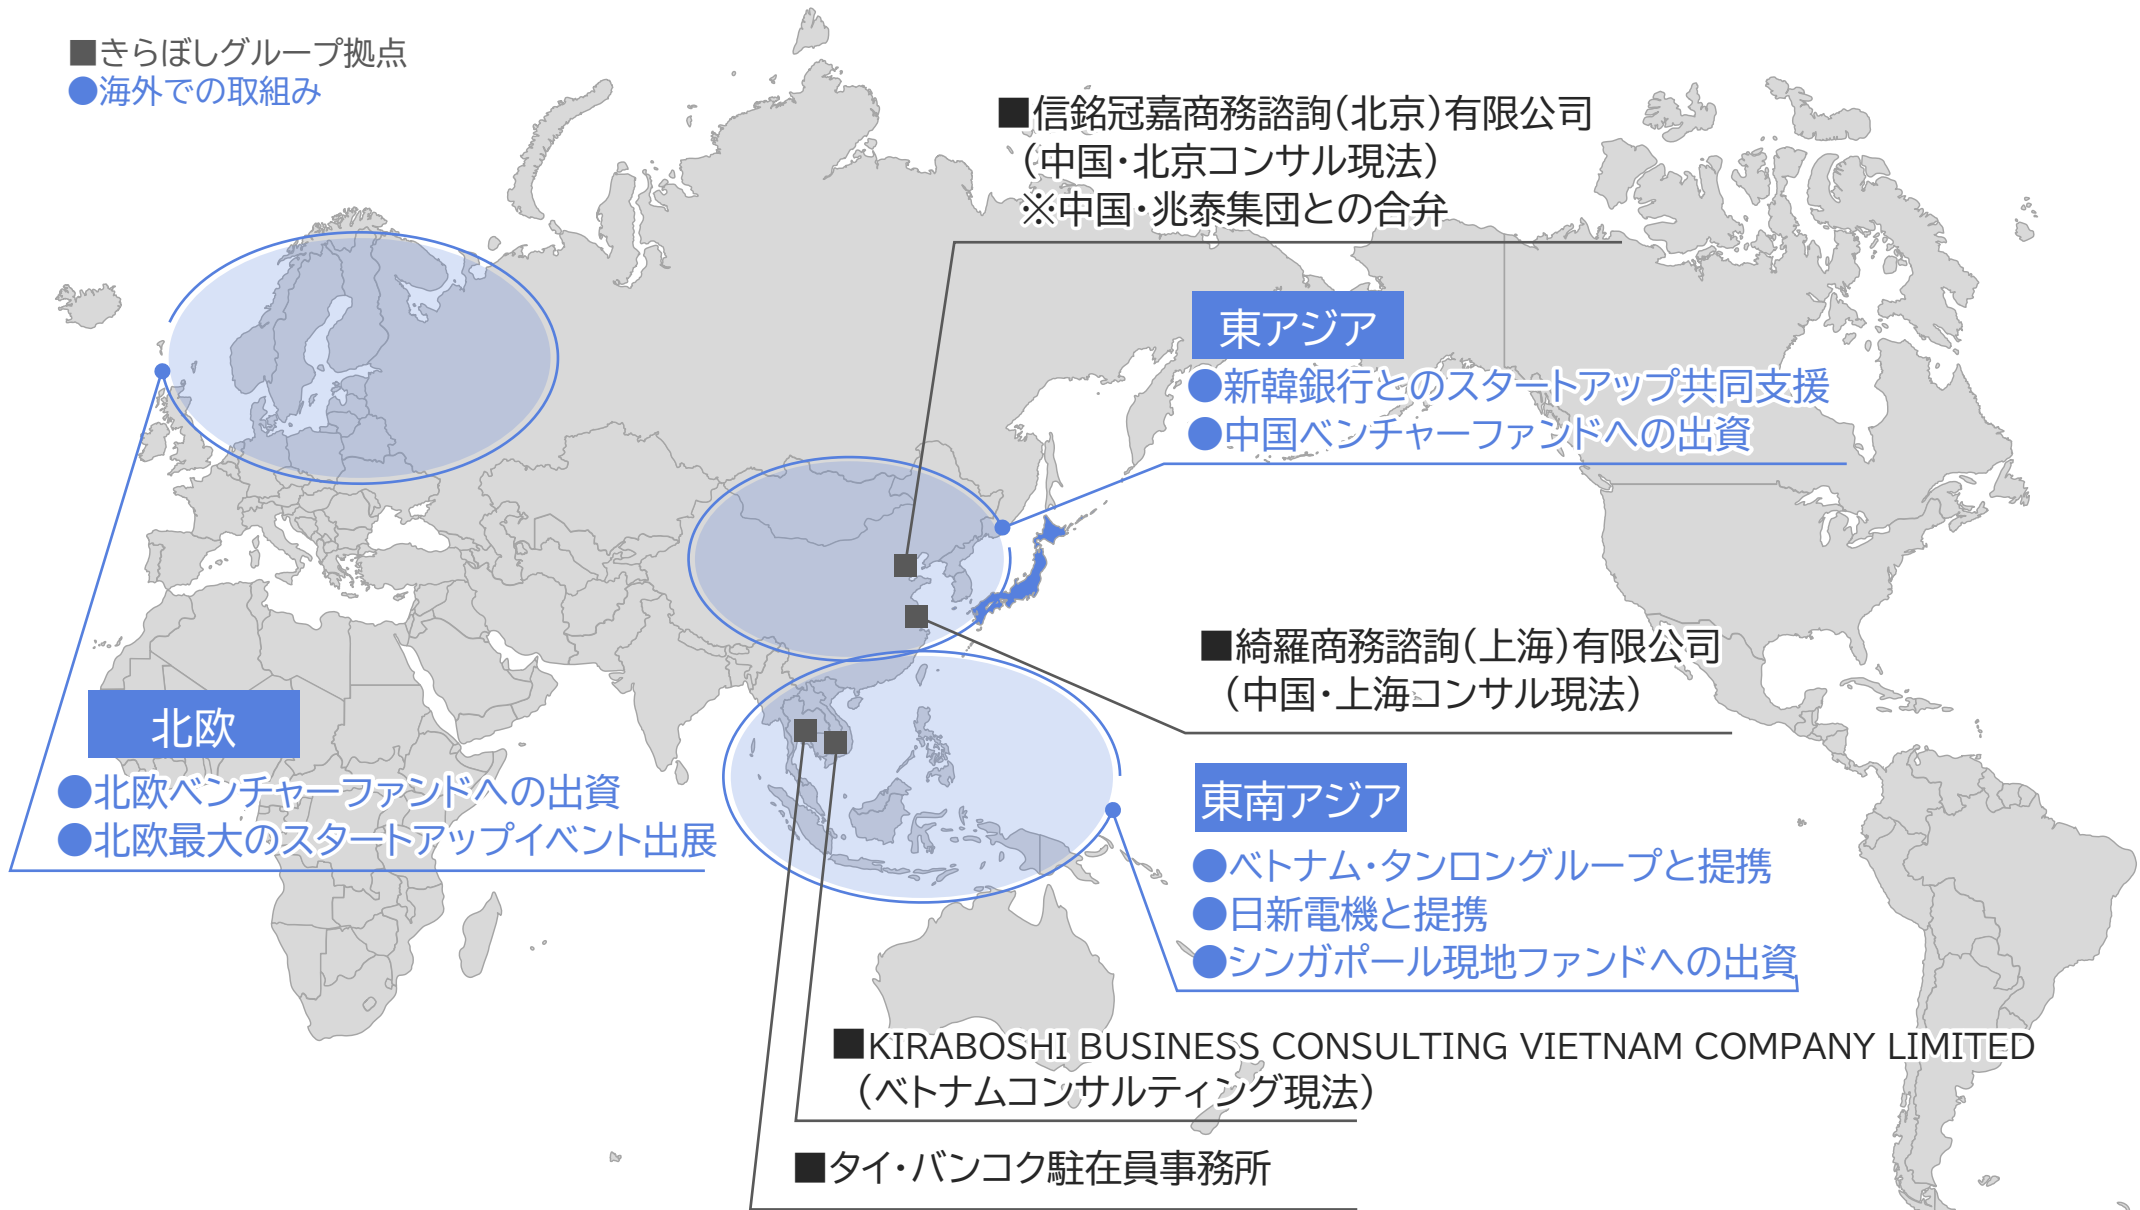 ■きらぼしグループ拠点
●海外での取組み
■信銘冠嘉商務諮詢(北京)有限公司
(中国・北京コンサル現法)
※中国・兆泰集団との合弁
東アジア
●新韓銀行とのスタートアップ共同支援
●中国ベンチャーファンドへの出資
■綺羅商務諮詢(上海)有限公司
(中国・上海コンサル現法)
北欧
●北欧ベンチャーファンドへの出資
●北欧最大のスタートアップイベント出展
東南アジア
●ベトナム・タンロングループと提携
●日新電機と提携
●シンガポール現地ファンドへの出資
■KIRABOSHI BUSINESS CONSULTING VIETNAM COMPANY LIMITED
(ベトナムコンサルティング現法)
■タイ・バンコク駐在員事務所